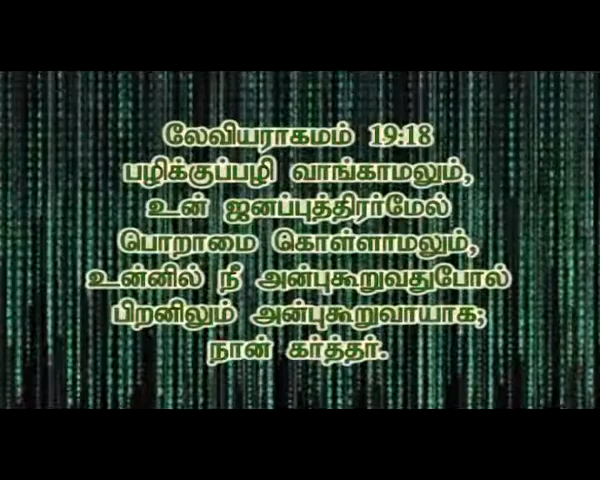 லேவியராகமம் 19:18
பழிக்குப்பழி வாங்காமலும்,
உன் ஜனப்புத்திரர்மேல்
பொறாமை கொள்ளாமலும்,
உன்னில் நீ அன்புகூறுவதுபோல்
பிறனிலும் அன்புகூறுவாயாக;
நான் கர்த்தர்.